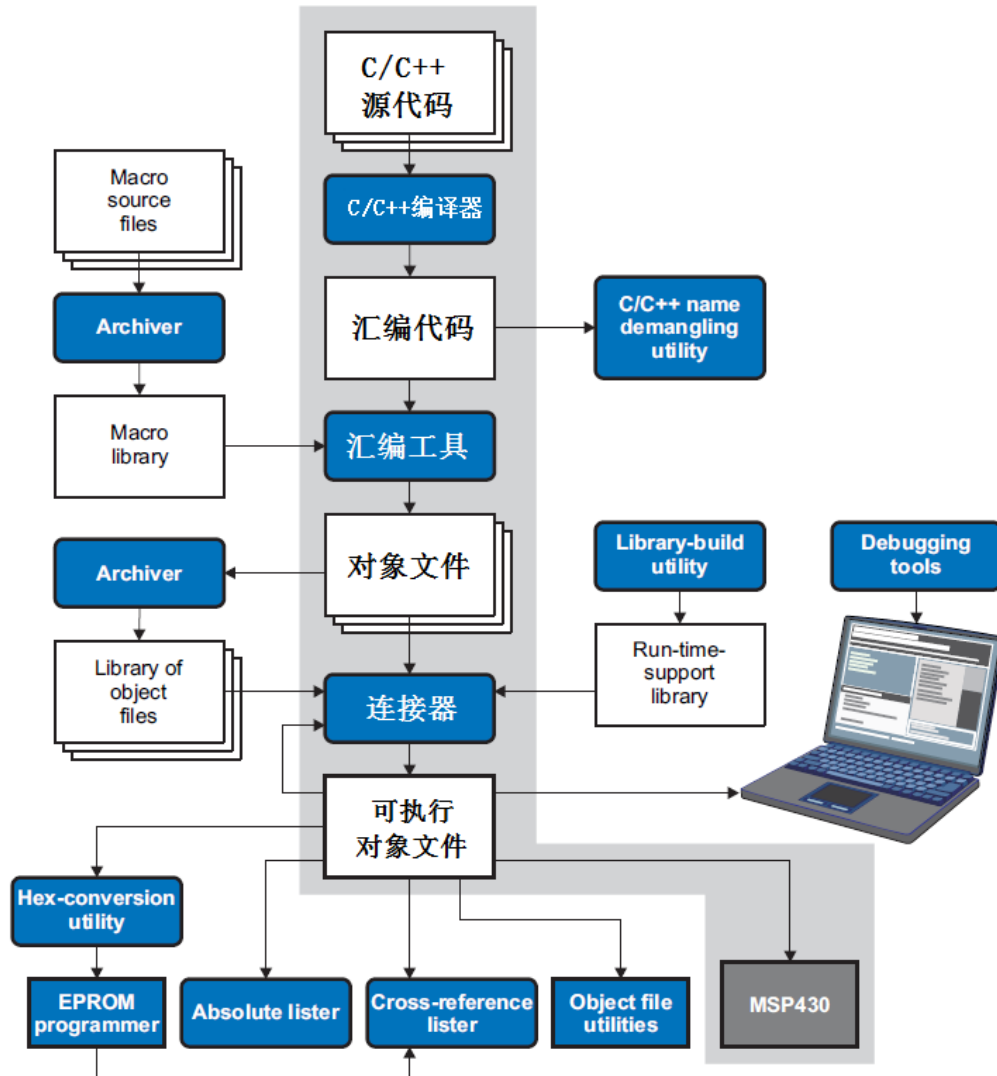 C/C++
源代码
Macro
source
files
C/C++编译器
Archiver
汇编代码
C/C++ name
demangling
utility
Macro
library
汇编工具
Archiver
对象文件
Library-build
utility
Debugging
tools
Library of
object
files
连接器
Run-time-
support
library
可执行
对象文件
Hex-conversion
utility
EPROM
programmer
Absolute lister
Cross-reference
lister
Object file
utilities
MSP430